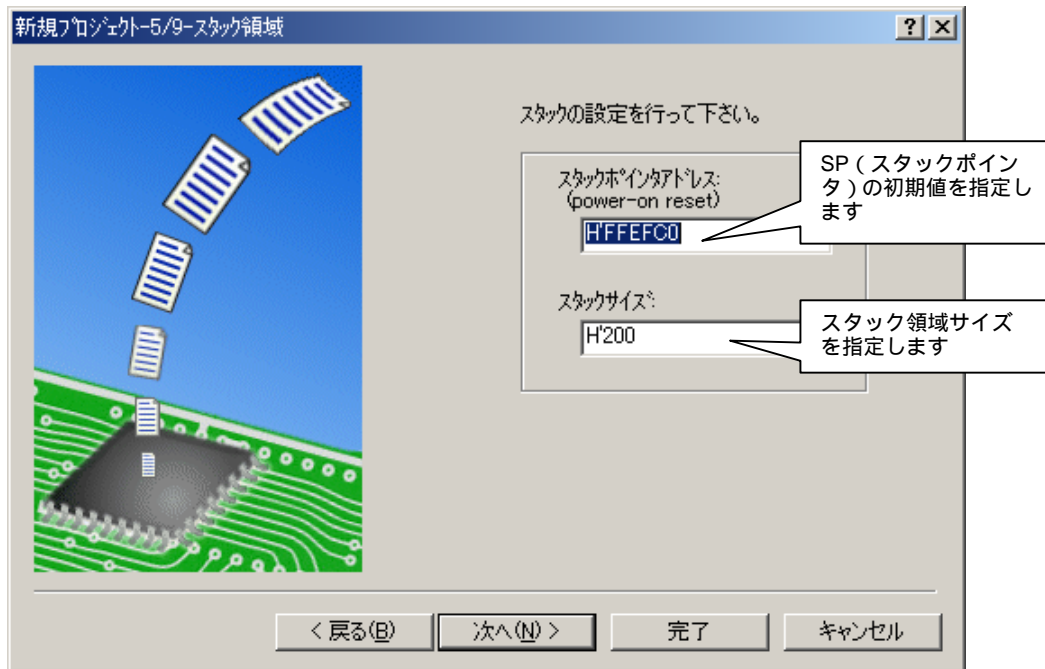 新規プロジェクト-5/9-スタック領域
スタックの設定を行って下さい。
スタックポインタアドレス:
(power-on reset)
H'FFEFC0
スタックサイズ:
H'200
SP（スタックポイン
タ）の初期値を指定し
ます
スタック領域サイズ
を指定します
< 戻る(B)
次へ(N) >
完了
キャンセル